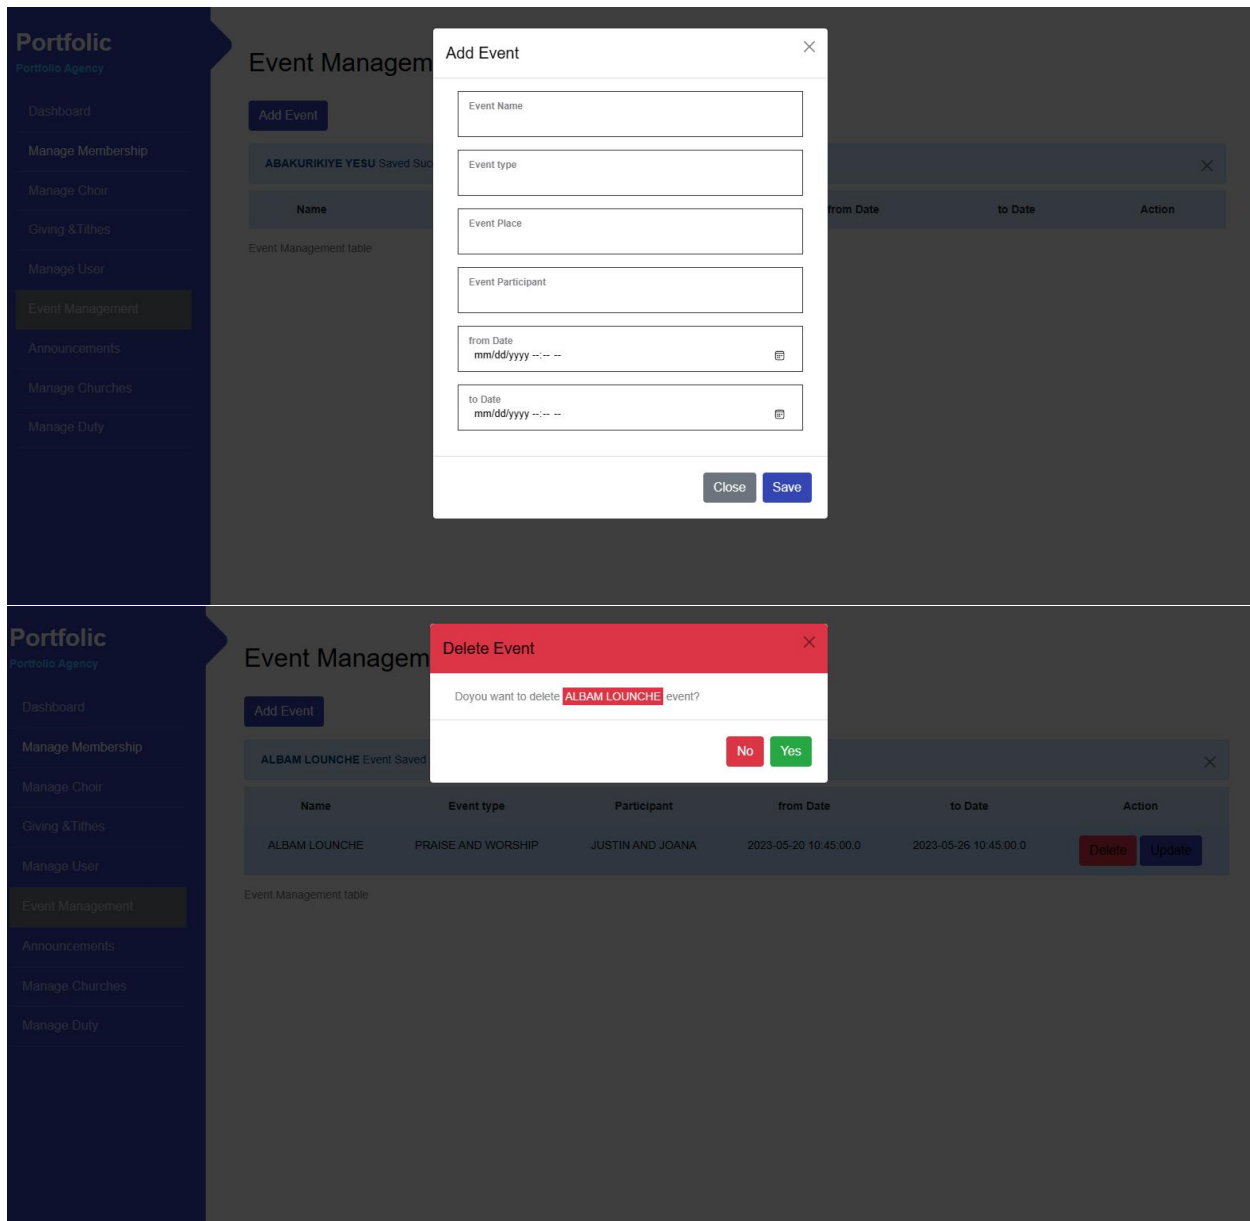 Portfolic
Portfolio Agency
Dashboard
Manage Membership
Manage Choir
Giving &Tithes
Manage User
Event Management
Announcements
Manage Churches
Manage Duty
Event Managem
Add Event
ABAKURIKIYE YESU Saved Suc
Name from Date to Date Action
Event Management table
Add Event
Event Name
Event type
Event Place
Event Participant
from Date
mm/dd/yyyy --:-- --
to Date
mm/dd/yyyy --:-- --
Close Save
Portfolic
Portfolio Agency
Dashboard
Manage Membership
Manage Choir
Giving &Tithes
Manage User
Event Management
Announcements
Manage Churches
Manage Duty
Event Managem
Add Event
Delete Event
Doyou want to delete ALBAM LOUNCHE event?
No Yes
ALBAM LOUNCHE Event Saved
Name Event type Participant from Date to Date Action
ALBAM LOUNCHE PRAISE AND WORSHIP JUSTIN AND JOANA 2023-05-20 10:45:00.0 2023-05-26 10:45:00.0 Delete Update
Event Management table